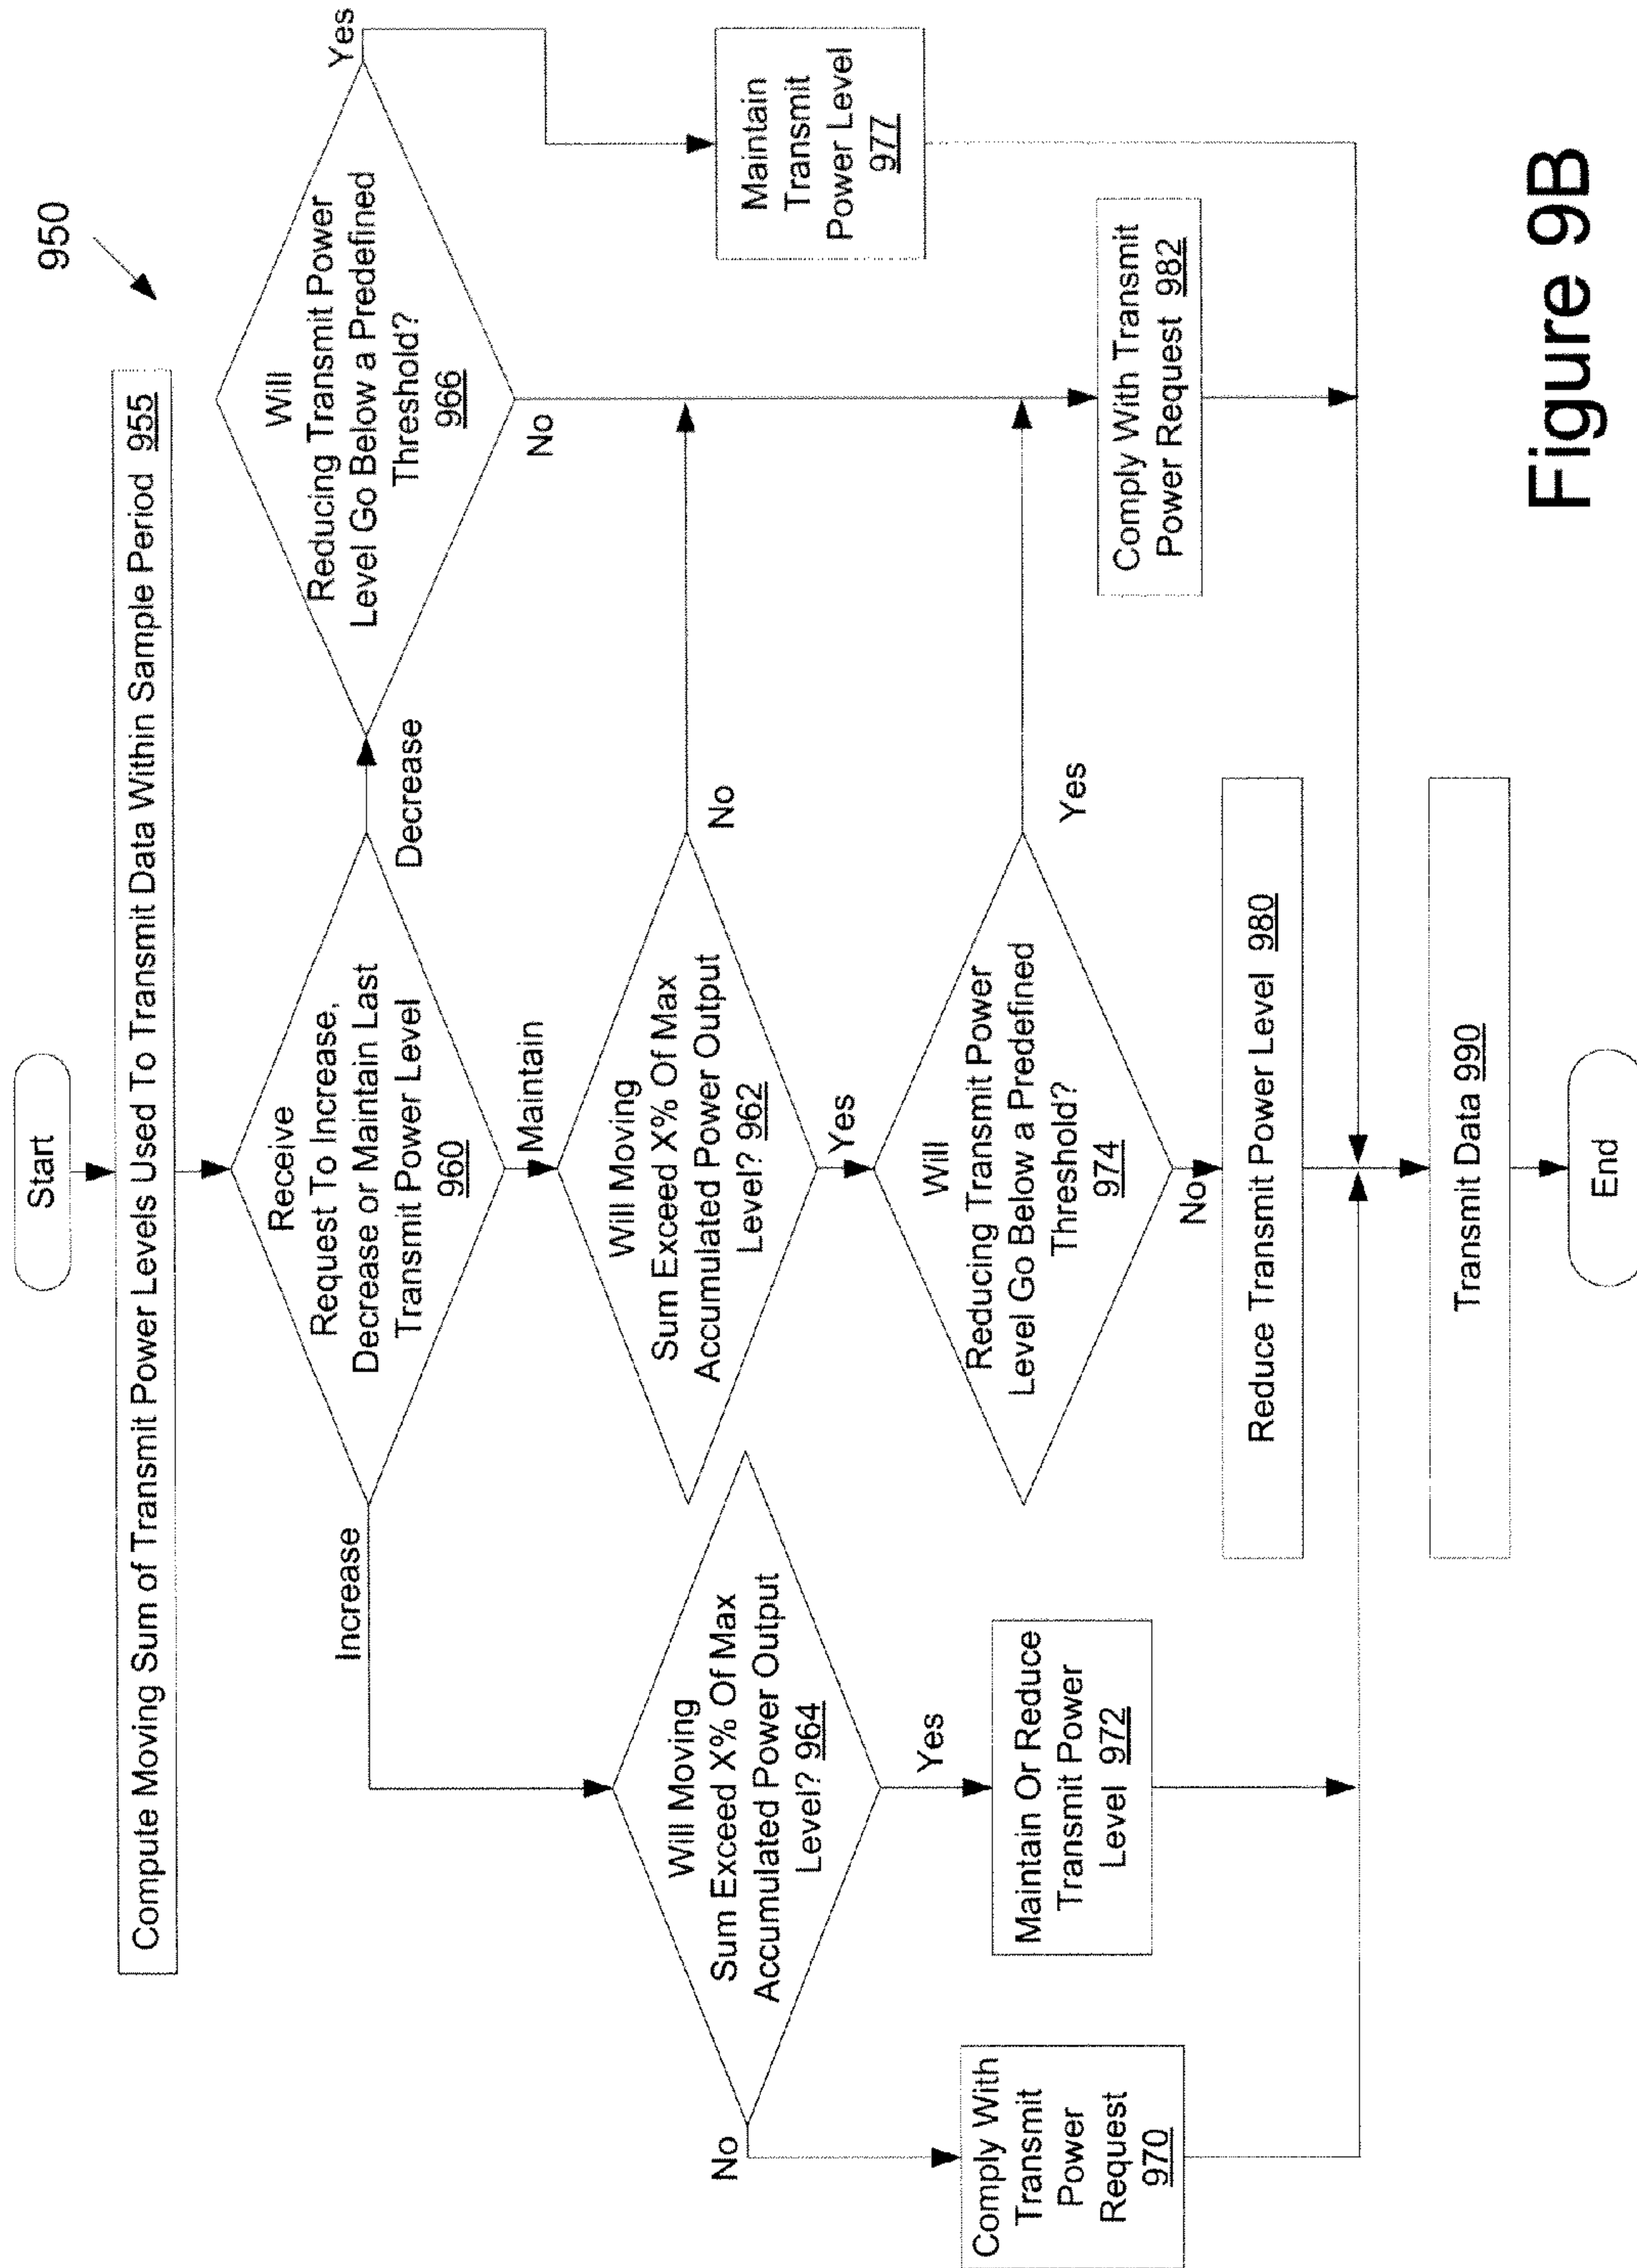 950
Start
Compute Moving Sum of Transmit Power Levels Used To Transmit Data Within Sample Period 955
Receive
Request To Increase,
Decrease or Maintain Last
Transmit Power Level
960
Increase
Maintain
Decrease
Will
Reducing Transmit Power
Level Go Below a Predefined
Threshold?
966
Yes
No
Will Moving
Sum Exceed X% Of Max
Accumulated Power Output
Level? 964
No
Yes
Will Moving
Sum Exceed X% Of Max
Accumulated Power Output
Level? 962
No
Yes
Maintain
Transmit
Power Level
977
Comply With
Transmit
Power
Request
970
Maintain Or Reduce
Transmit Power
Level 972
Will
Reducing Transmit Power
Level Go Below a Predefined
Threshold?
974
Yes
No
Comply With Transmit
Power Request 982
Reduce Transmit Power Level 980
Transmit Data 990
End
Figure 9B